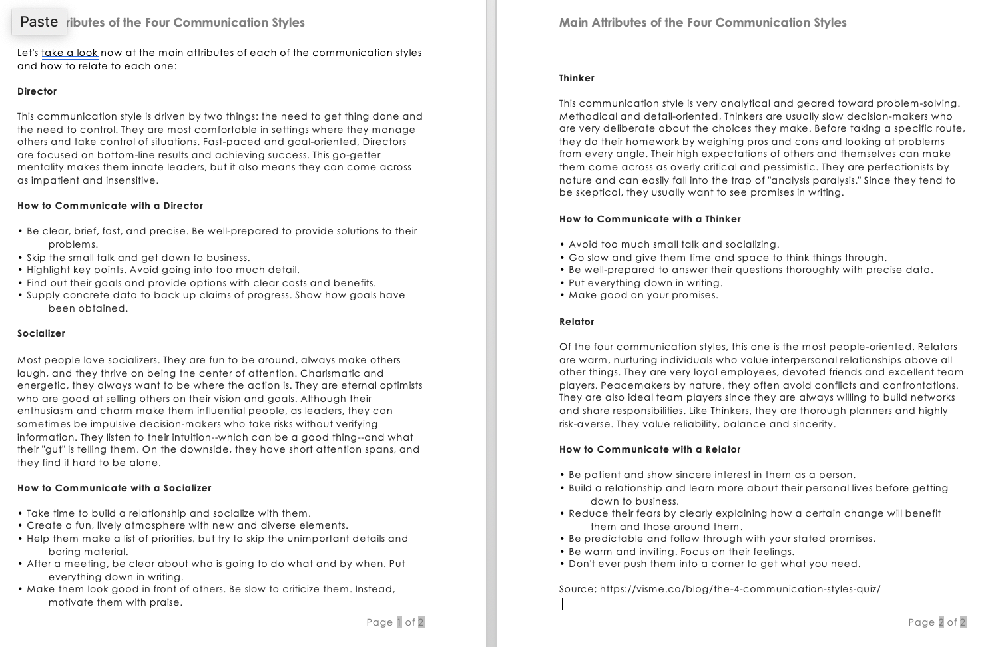 Paste
ributes of the Four Communication Styles
Let's take a look now at the main attributes of each of the communication styles
and how to relate to each one:
Director
This communication style is driven by two things: the need to get thing done and
the need to control. They are most comfortable in settings where they manage
others and take control of situations. Fast-paced and goal-oriented, Directors
are focused on bottom-line results and achieving success. This go-getter
mentality makes them innate leaders, but it also means they can come across
as impatient and insensitive.
How to Communicate with a Director
• Be clear, brief, fast, and precise. Be well-prepared to provide solutions to their
problems.
• Skip the small talk and get down to business.
• Highlight key points. Avoid going into too much detail.
• Find out their goals and provide options with clear costs and benefits.
• Supply concrete data to back up claims of progress. Show how goals have
been obtained.
Socializer
Most people love socializers. They are fun to be around, always make others
laugh, and they thrive on being the center of attention. Charismatic and
energetic, they always want to be where the action is. They are eternal optimists
who are good at selling others on their vision and goals. Although their
enthusiasm and charm make them influential people, as leaders, they can
sometimes be impulsive decision-makers who take risks without verifying
information. They listen to their intuition--which can be a good thing--and what
their "gut" is telling them. On the downside, they have short attention spans, and
they find it hard to be alone.
How to Communicate with a Socializer
• Take time to build a relationship and socialize with them.
• Create a fun, lively atmosphere with new and diverse elements.
• Help them make a list of priorities, but try to skip the unimportant details and
boring material.
• After a meeting, be clear about who is going to do what and by when. Put
everything down in writing.
• Make them look good in front of others. Be slow to criticize them. Instead,
motivate them with praise.
Page 1 of 2
Main Attributes of the Four Communication Styles
Thinker
This communication style is very analytical and geared toward problem-solving.
Methodical and detail-oriented, Thinkers are usually slow decision-makers who
are very deliberate about the choices they make. Before taking a specific route,
they do their homework by weighing pros and cons and looking at problems
from every angle. Their high expectations of others and themselves can make
them come across as overly critical and pessimistic. They are perfectionists by
nature and can easily fall into the trap of "analysis paralysis." Since they tend to
be skeptical, they usually want to see promises in writing.
How to Communicate with a Thinker
• Avoid too much small talk and socializing.
• Go slow and give them time and space to think things through.
• Be well-prepared to answer their questions thoroughly with precise data.
• Put everything down in writing.
• Make good on your promises.
Relator
Of the four communication styles, this one is the most people-oriented. Relators
are warm, nurturing individuals who value interpersonal relationships above all
other things. They are very loyal employees, devoted friends and excellent team
players. Peacemakers by nature, they often avoid conflicts and confrontations.
They are also ideal team players since they are always willing to build networks
and share responsibilities. Like Thinkers, they are thorough planners and highly
risk-averse. They value reliability, balance and sincerity.
How to Communicate with a Relator
• Be patient and show sincere interest in them as a person.
• Build a relationship and learn more about their personal lives before getting
down to business.
• Reduce their fears by clearly explaining how a certain change will benefit
them and those around them.
• Be predictable and follow through with your stated promises.
• Be warm and inviting. Focus on their feelings.
• Don't ever push them into a corner to get what you need.
Source; https://visme.co/blog/the-4-communication-styles-quiz/
Page 2 of 2